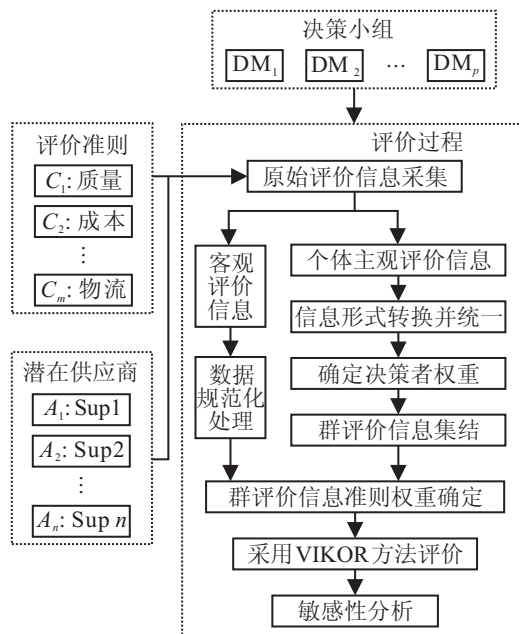 决策小组
DM₁ DM₂ … DMₚ
评价准则
C₁: 质量
C₂: 成本
⋮
Cₘ: 物流
潜在供应商
A₁: Sup1
A₂: Sup2
⋮
Aₙ: Sup n
评价过程
原始评价信息采集
客观
评价
信息
数据
规范化
处理
个体主观评价信息
信息形式转换并统一
确定决策者权重
群评价信息集结
群评价信息准则权重确定
采用VIKOR方法评价
敏感性分析